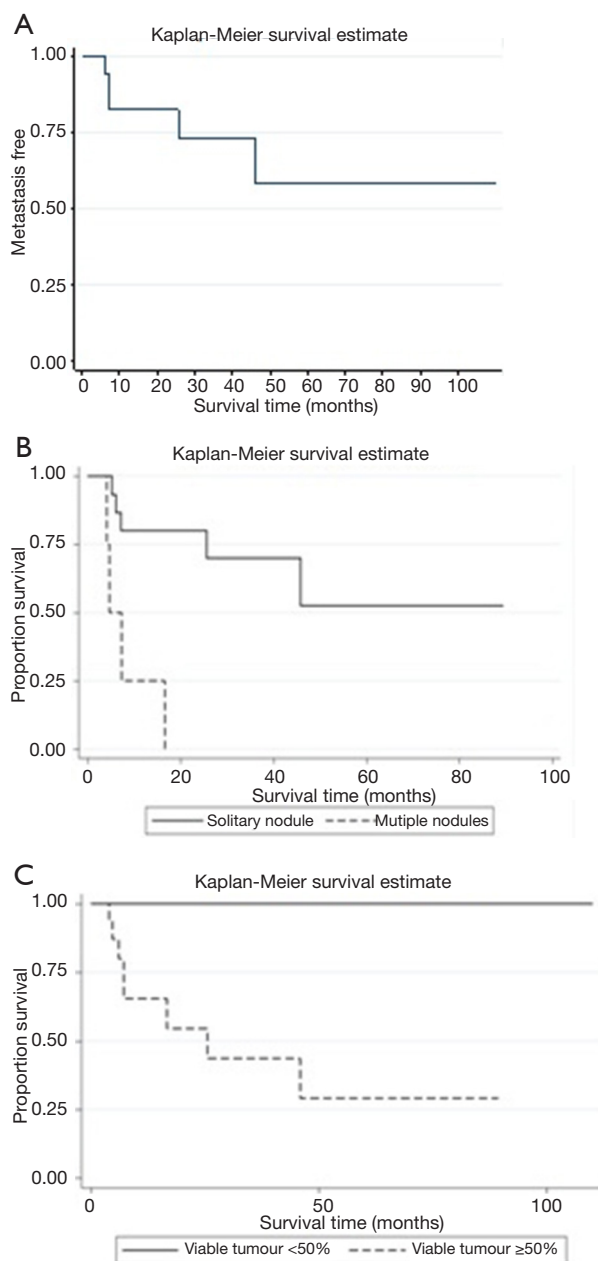 A
Kaplan-Meier survival estimate
1.00
0.75
0.50
0.25
0.00
Metastasis free
0 10 20 30 40 50 60 70 80 90 100
Survival time (months)
B
Kaplan-Meier survival estimate
1.00
0.75
0.50
0.25
0.00
Proportion survival
0 20 40 60 80 100
Survival time (months)
Solitary nodule Mutiple nodules
C
Kaplan-Meier survival estimate
1.00
0.75
0.50
0.25
0.00
Proportion survival
0 50 100
Survival time (months)
Viable tumour <50% Viable tumour ≥50%